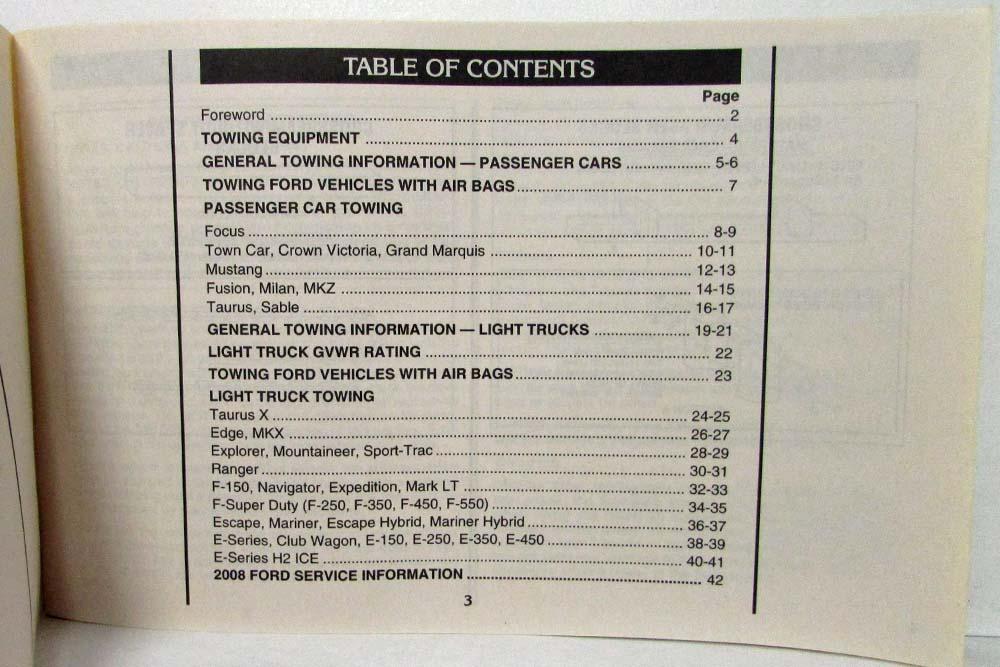 TABLE OF CONTENTS
Page
Foreword ........ 2
TOWING EQUIPMENT ........ 4
GENERAL TOWING INFORMATION — PASSENGER CARS ........ 5-6
TOWING FORD VEHICLES WITH AIR BAGS ........ 7
PASSENGER CAR TOWING
Focus ........ 8-9
Town Car, Crown Victoria, Grand Marquis ........ 10-11
Mustang ........ 12-13
Fusion, Milan, MKZ ........ 14-15
Taurus, Sable ........ 16-17
GENERAL TOWING INFORMATION — LIGHT TRUCKS ........ 19-21
LIGHT TRUCK GVWR RATING ........ 22
TOWING FORD VEHICLES WITH AIR BAGS ........ 23
LIGHT TRUCK TOWING
Taurus X ........ 24-25
Edge, MKX ........ 26-27
Explorer, Mountaineer, Sport-Trac ........ 28-29
Ranger ........ 30-31
F-150, Navigator, Expedition, Mark LT ........ 32-33
F-Super Duty (F-250, F-350, F-450, F-550) ........ 34-35
Escape, Mariner, Escape Hybrid, Mariner Hybrid ........ 36-37
E-Series, Club Wagon, E-150, E-250, E-350, E-450 ........ 38-39
E-Series H2 ICE ........ 40-41
2008 FORD SERVICE INFORMATION ........ 42
3